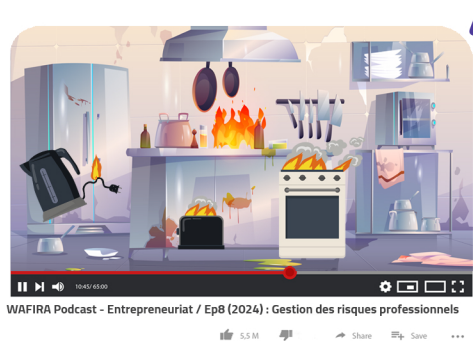 10:45/ 65:00
WAFIRA Podcast - Entrepreneuriat / Ep8 (2024) : Gestion des risques professionnels
5,5 M Share Save